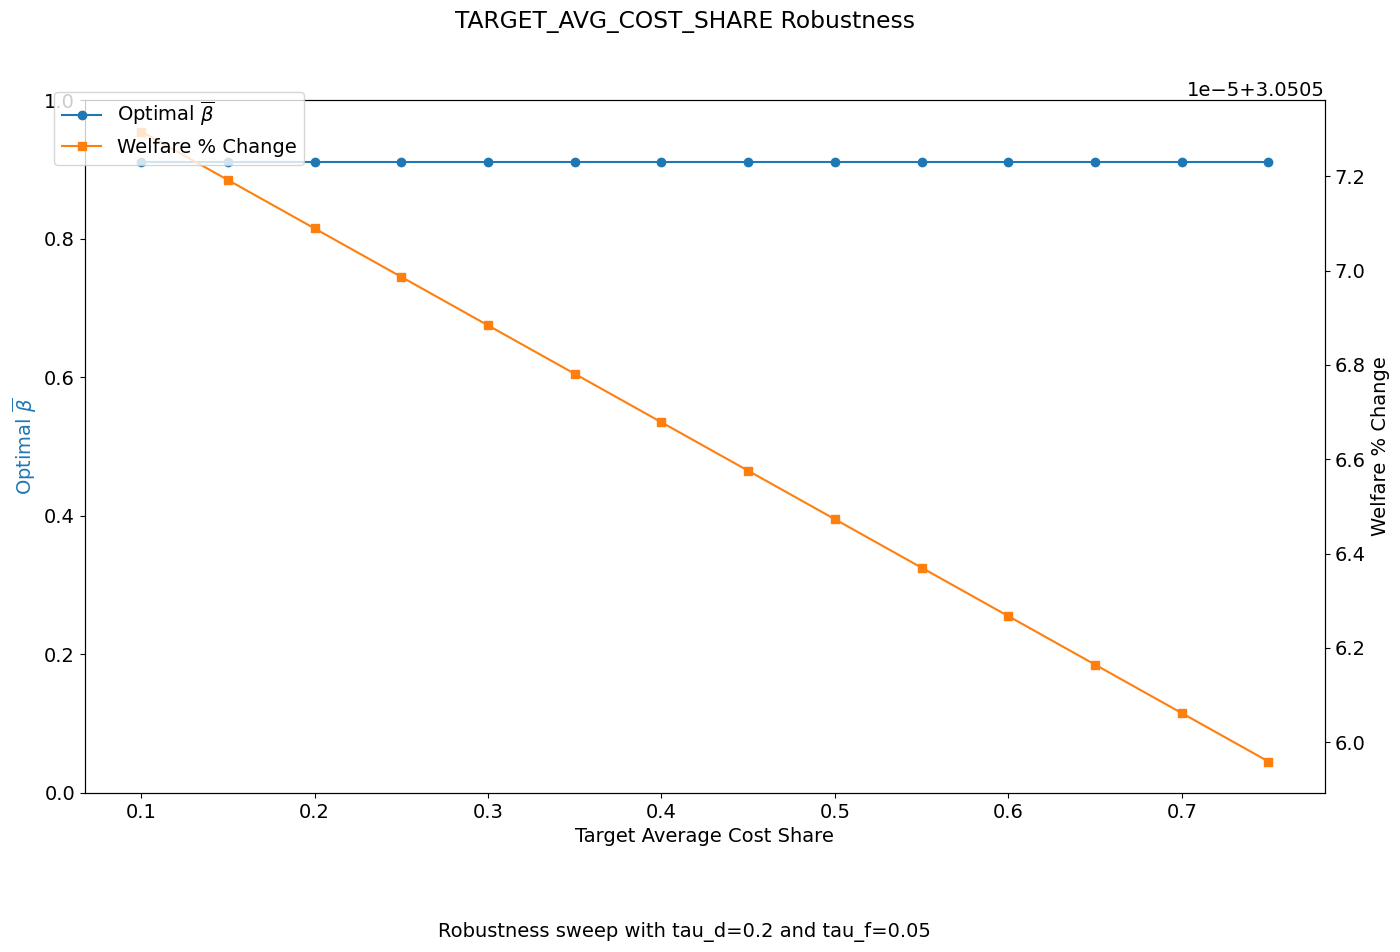 TARGET_AVG_COST_SHARE Robustness
1e−5+3.0505
Optimal β̅
Welfare % Change
1.0
0.8
0.6
0.4
0.2
0.0
Optimal β̅
7.2
7.0
6.8
6.6
6.4
6.2
6.0
Welfare % Change
0.1 0.2 0.3 0.4 0.5 0.6 0.7
Target Average Cost Share
Robustness sweep with tau_d=0.2 and tau_f=0.05